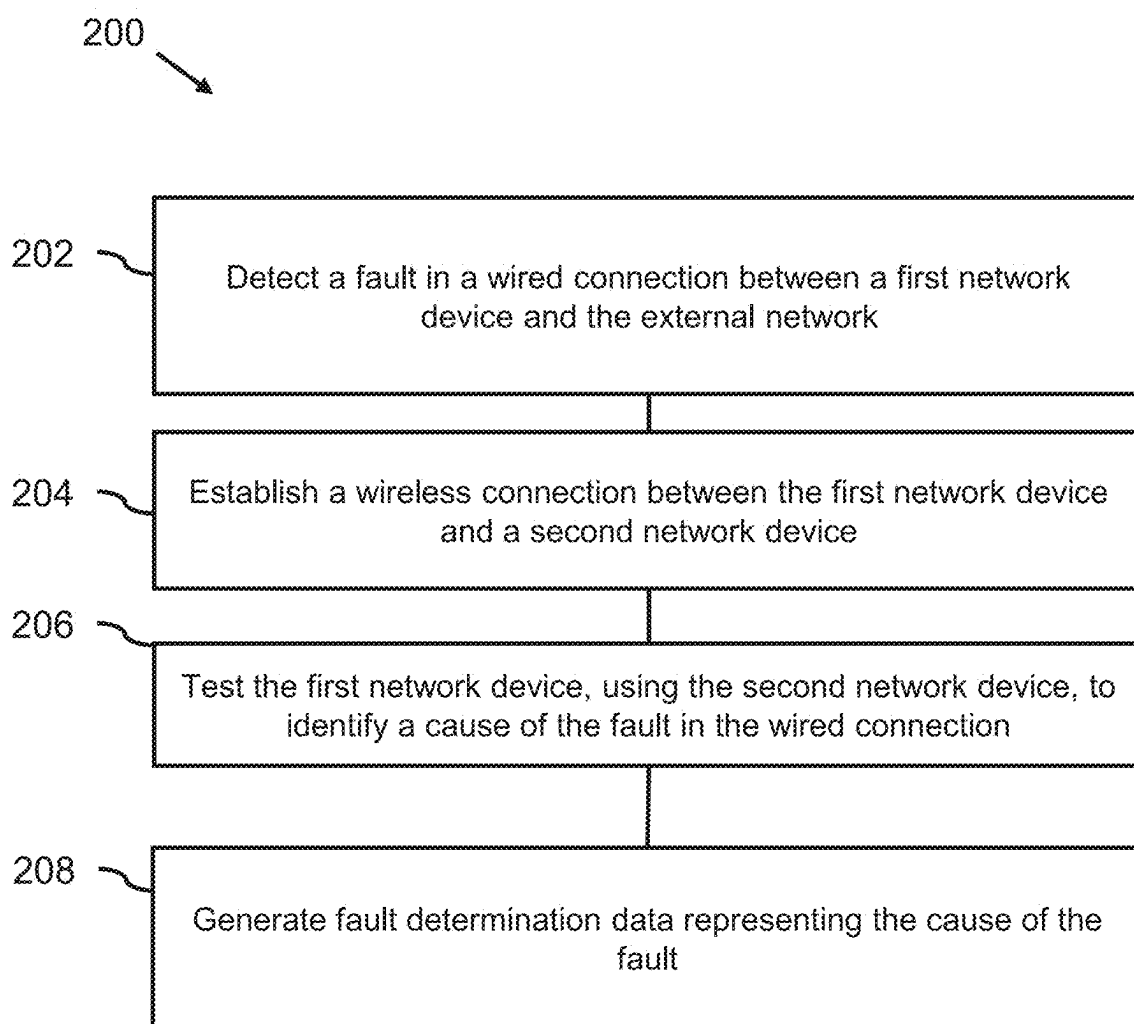 200
202
Detect a fault in a wired connection between a first network
device and the external network
204
Establish a wireless connection between the first network device
and a second network device
206
Test the first network device, using the second network device, to
identify a cause of the fault in the wired connection
208
Generate fault determination data representing the cause of the
fault